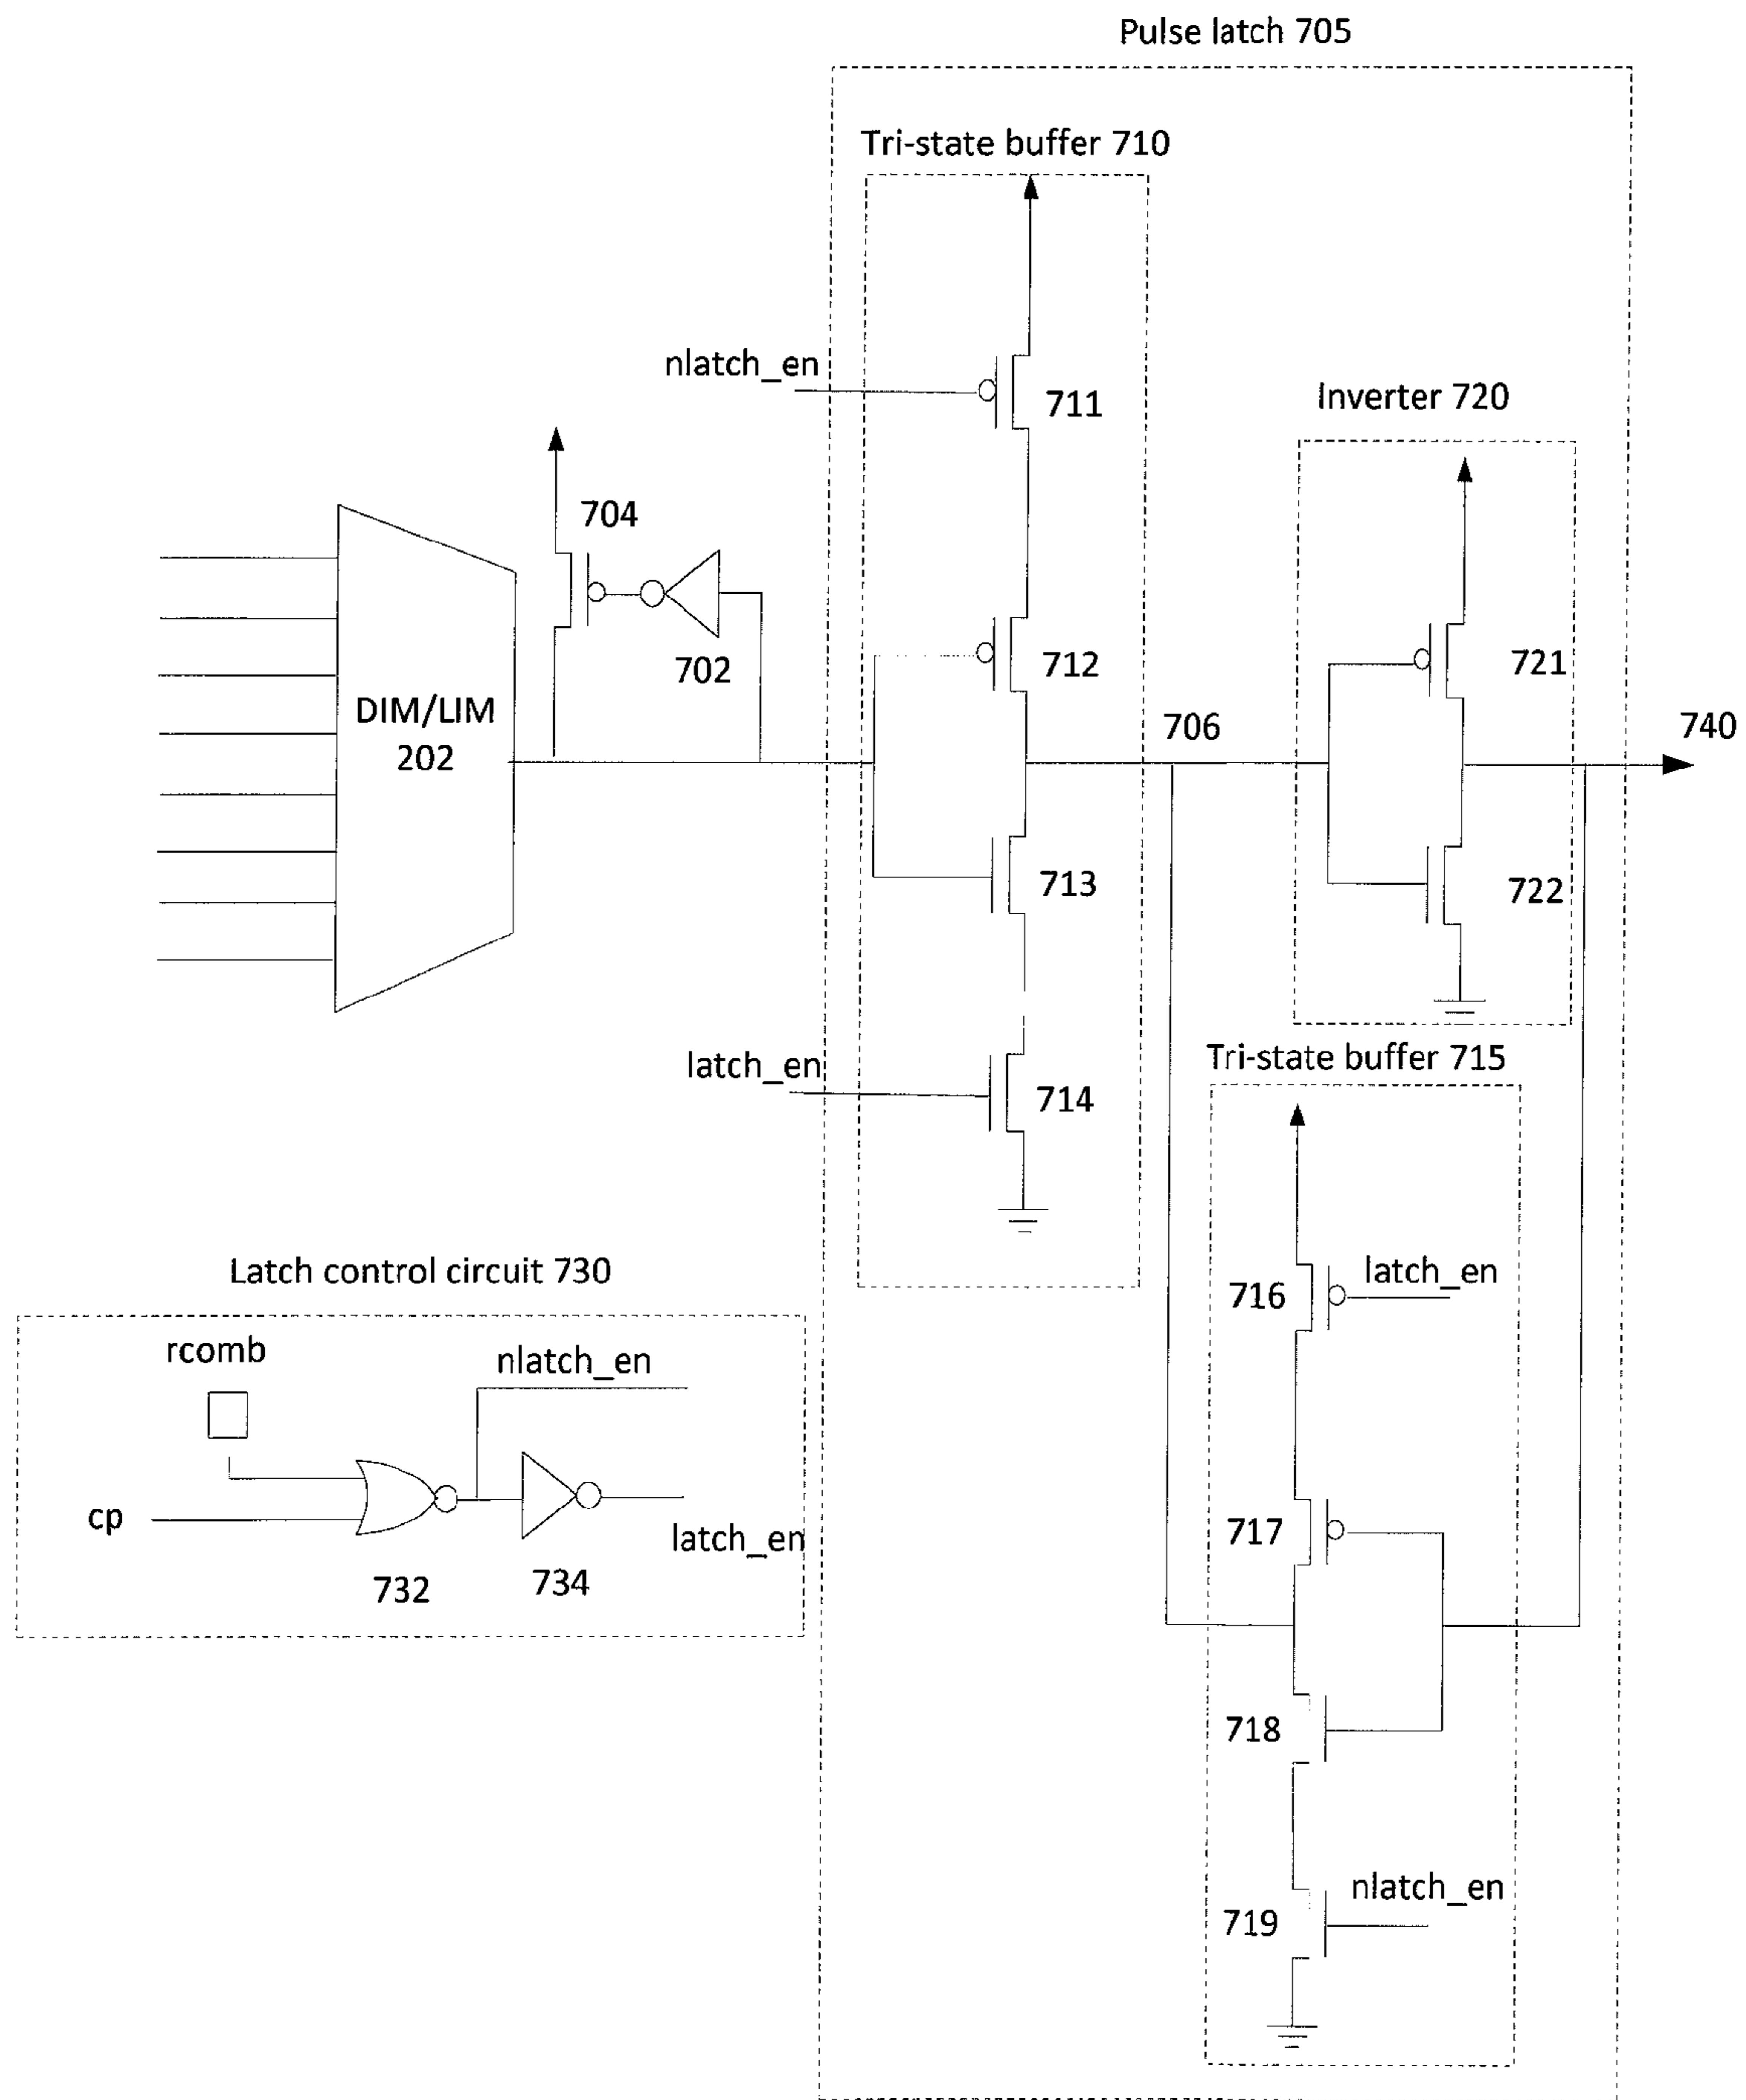 Pulse latch 705
Tri-state buffer 710
nlatch_en
711
Inverter 720
704
702
712
721
DIM/LIM
202
706
740
713
722
latch_en
714
Tri-state buffer 715
716
latch_en
Latch control circuit 730
rcomb
nlatch_en
cp
732
734
latch_en
717
718
nlatch_en
719